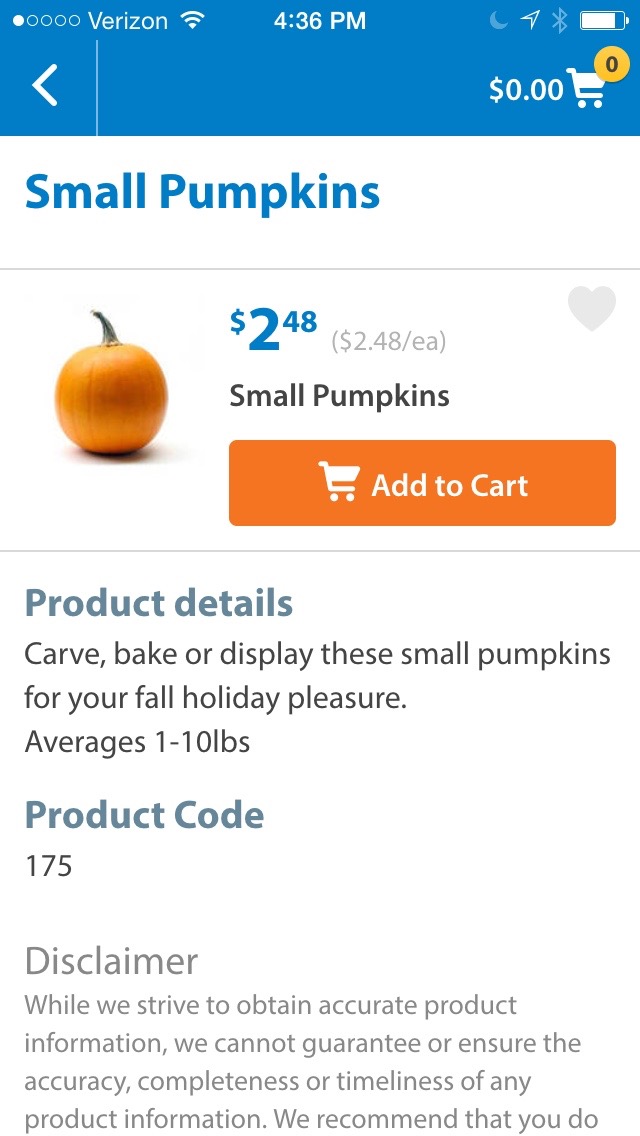 Verizon 4:36 PM
$0.00 0
Small Pumpkins
$2 48 ($2.48/ea)
Small Pumpkins
Add to Cart
Product details
Carve, bake or display these small pumpkins
for your fall holiday pleasure.
Averages 1-10lbs
Product Code
175
Disclaimer
While we strive to obtain accurate product
information, we cannot guarantee or ensure the
accuracy, completeness or timeliness of any
product information. We recommend that you do